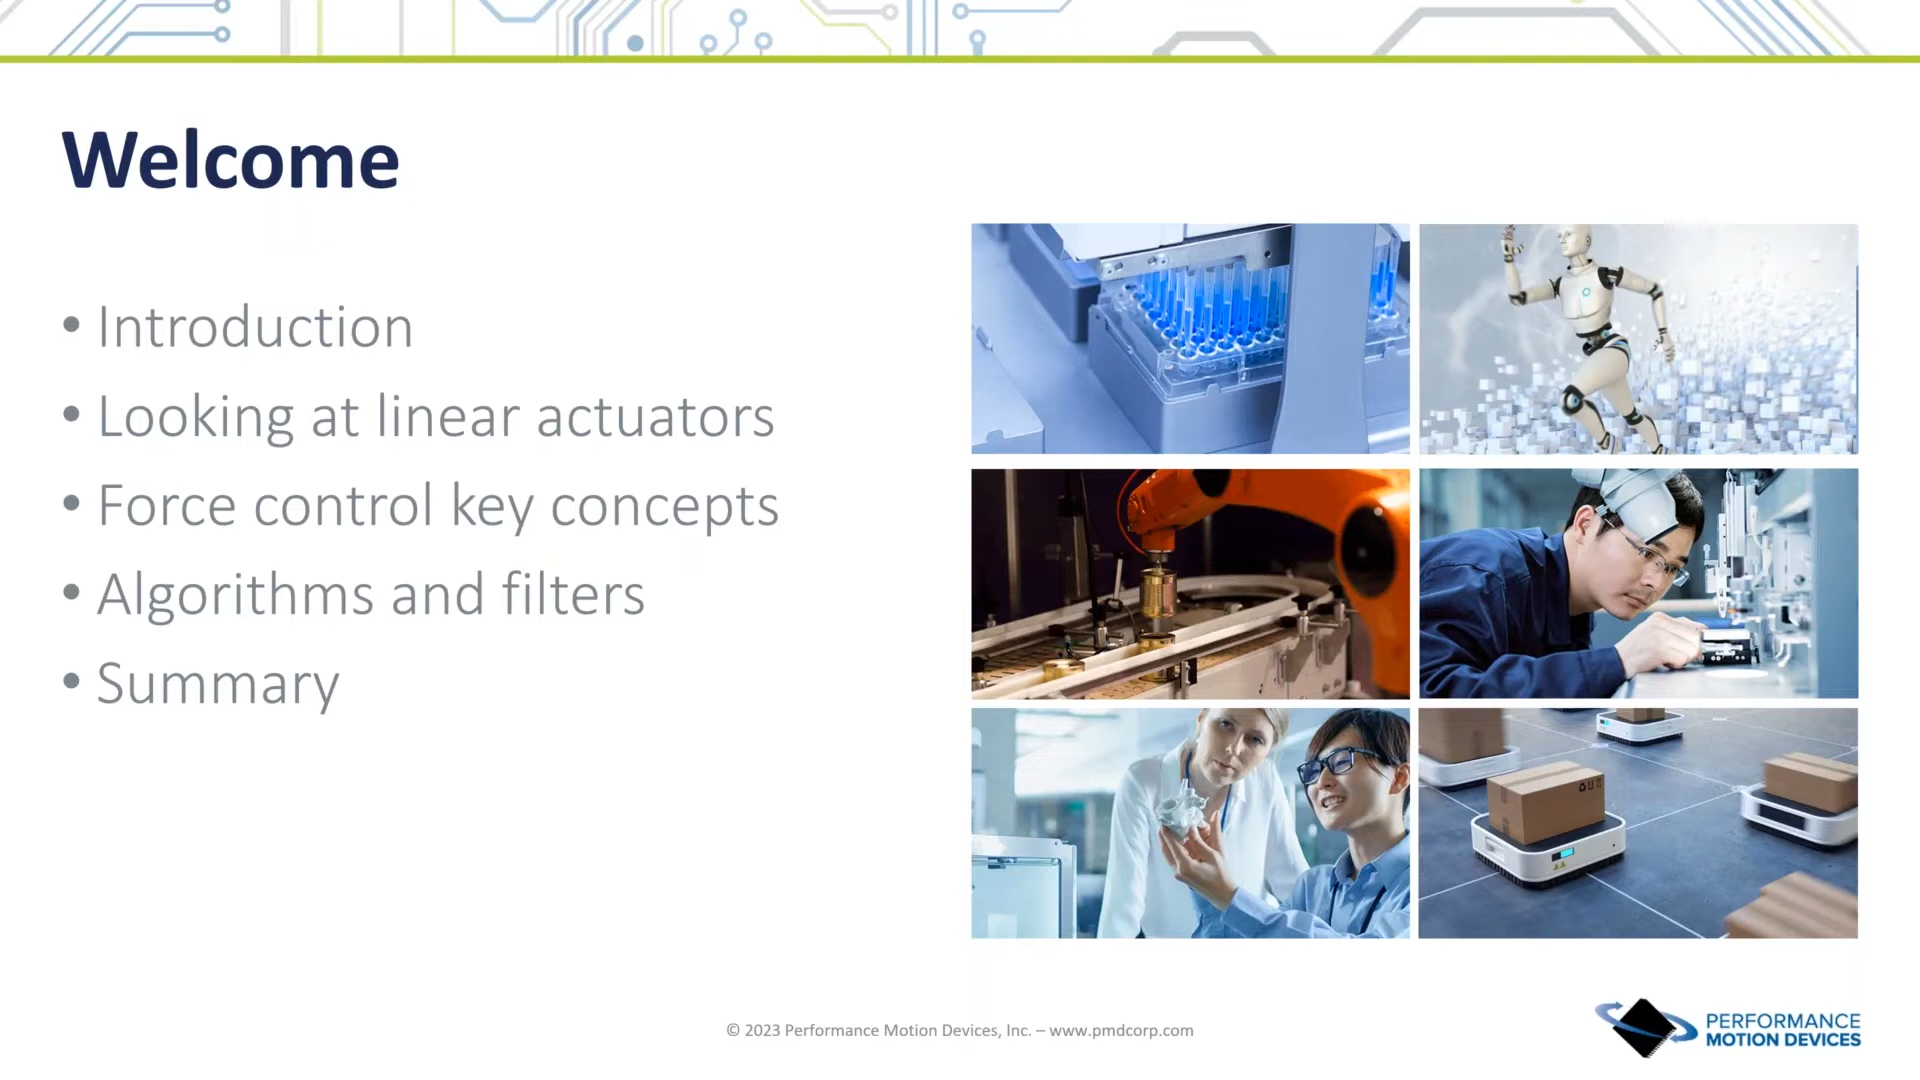 Welcome
• Introduction
• Looking at linear actuators
• Force control key concepts
• Algorithms and filters
• Summary
© 2023 Performance Motion Devices, Inc. – www.pmdcorp.com
PERFORMANCE
MOTION DEVICES